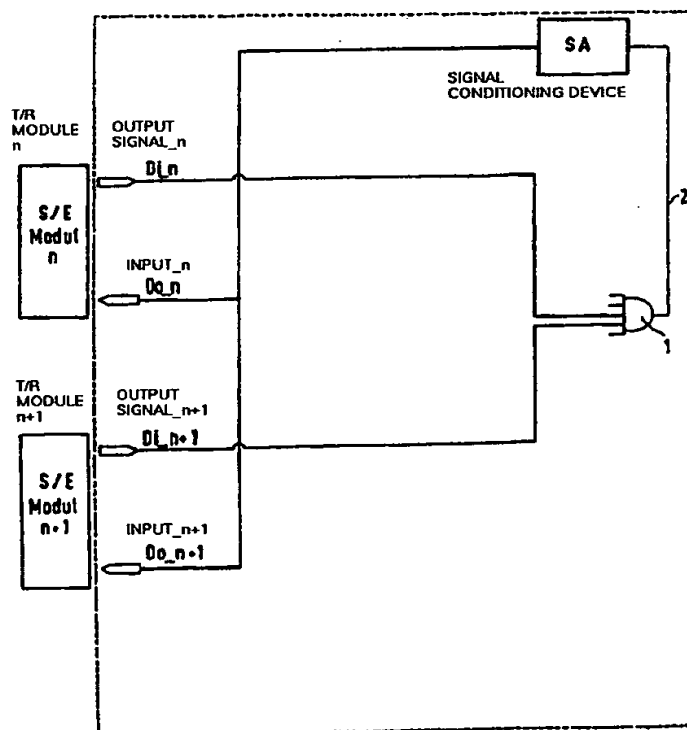 SA
SIGNAL
CONDITIONING DEVICE
T/R
MODULE
n
OUTPUT
SIGNAL_n
Di_n
S/E
Modul
n
INPUT_n
Do_n
2
1
T/R
MODULE
n+1
OUTPUT
SIGNAL_n+1
Di_n+1
S/E
Modul
n+1
INPUT_n+1
Do_n+1